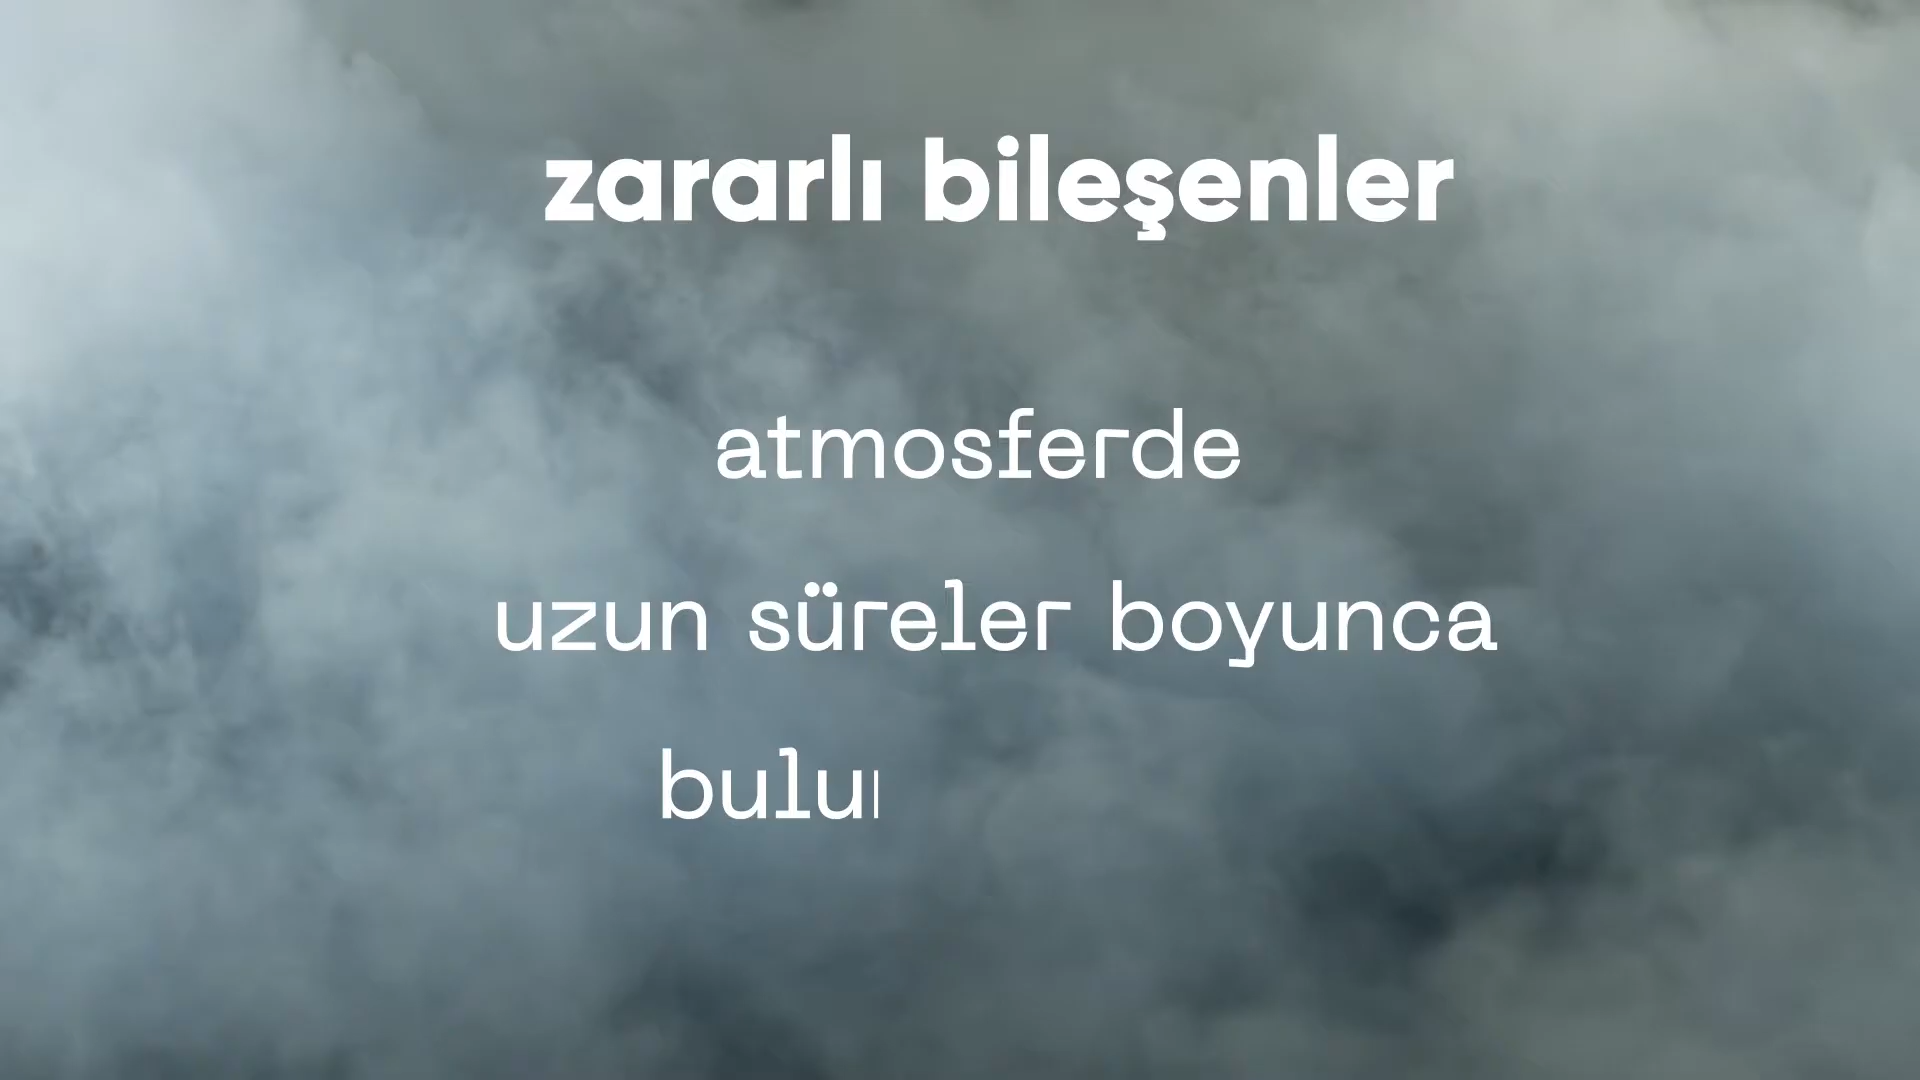 zararlı bileşenler
atmosferde
uzun süreler boyunca